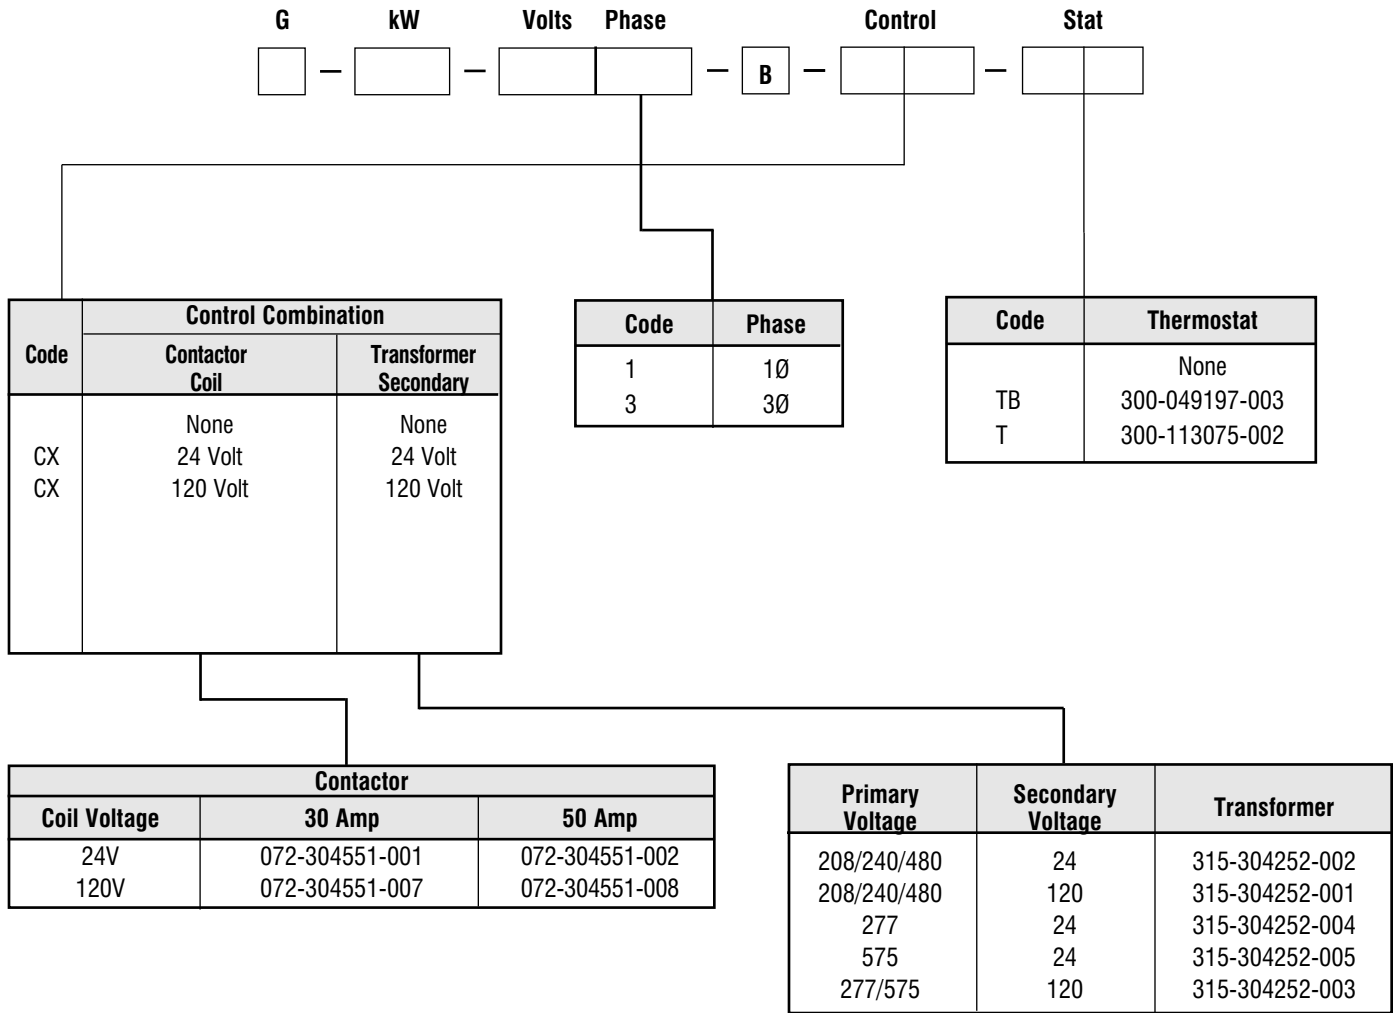 G kW Volts Phase Control Stat
– – – B – –
Control Combination
Code Contactor Coil Transformer Secondary
None None
CX 24 Volt 24 Volt
CX 120 Volt 120 Volt
Code Phase
1 1Ø
3 3Ø
Code Thermostat
None
TB 300-049197-003
T 300-113075-002
Contactor
Coil Voltage 30 Amp 50 Amp
24V 072-304551-001 072-304551-002
120V 072-304551-007 072-304551-008
Primary Voltage Secondary Voltage Transformer
208/240/480 24 315-304252-002
208/240/480 120 315-304252-001
277 24 315-304252-004
575 24 315-304252-005
277/575 120 315-304252-003